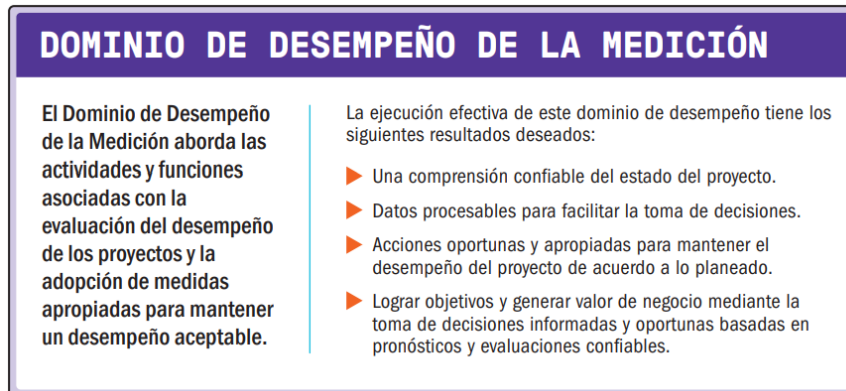 DOMINIO DE DESEMPEÑO DE LA MEDICIÓN
El Dominio de Desempeño
de la Medición aborda las
actividades y funciones
asociadas con la
evaluación del desempeño
de los proyectos y la
adopción de medidas
apropiadas para mantener
un desempeño aceptable.
La ejecución efectiva de este dominio de desempeño tiene los
siguientes resultados deseados:
Una comprensión confiable del estado del proyecto.
Datos procesables para facilitar la toma de decisiones.
Acciones oportunas y apropiadas para mantener el
desempeño del proyecto de acuerdo a lo planeado.
Lograr objetivos y generar valor de negocio mediante la
toma de decisiones informadas y oportunas basadas en
pronósticos y evaluaciones confiables.